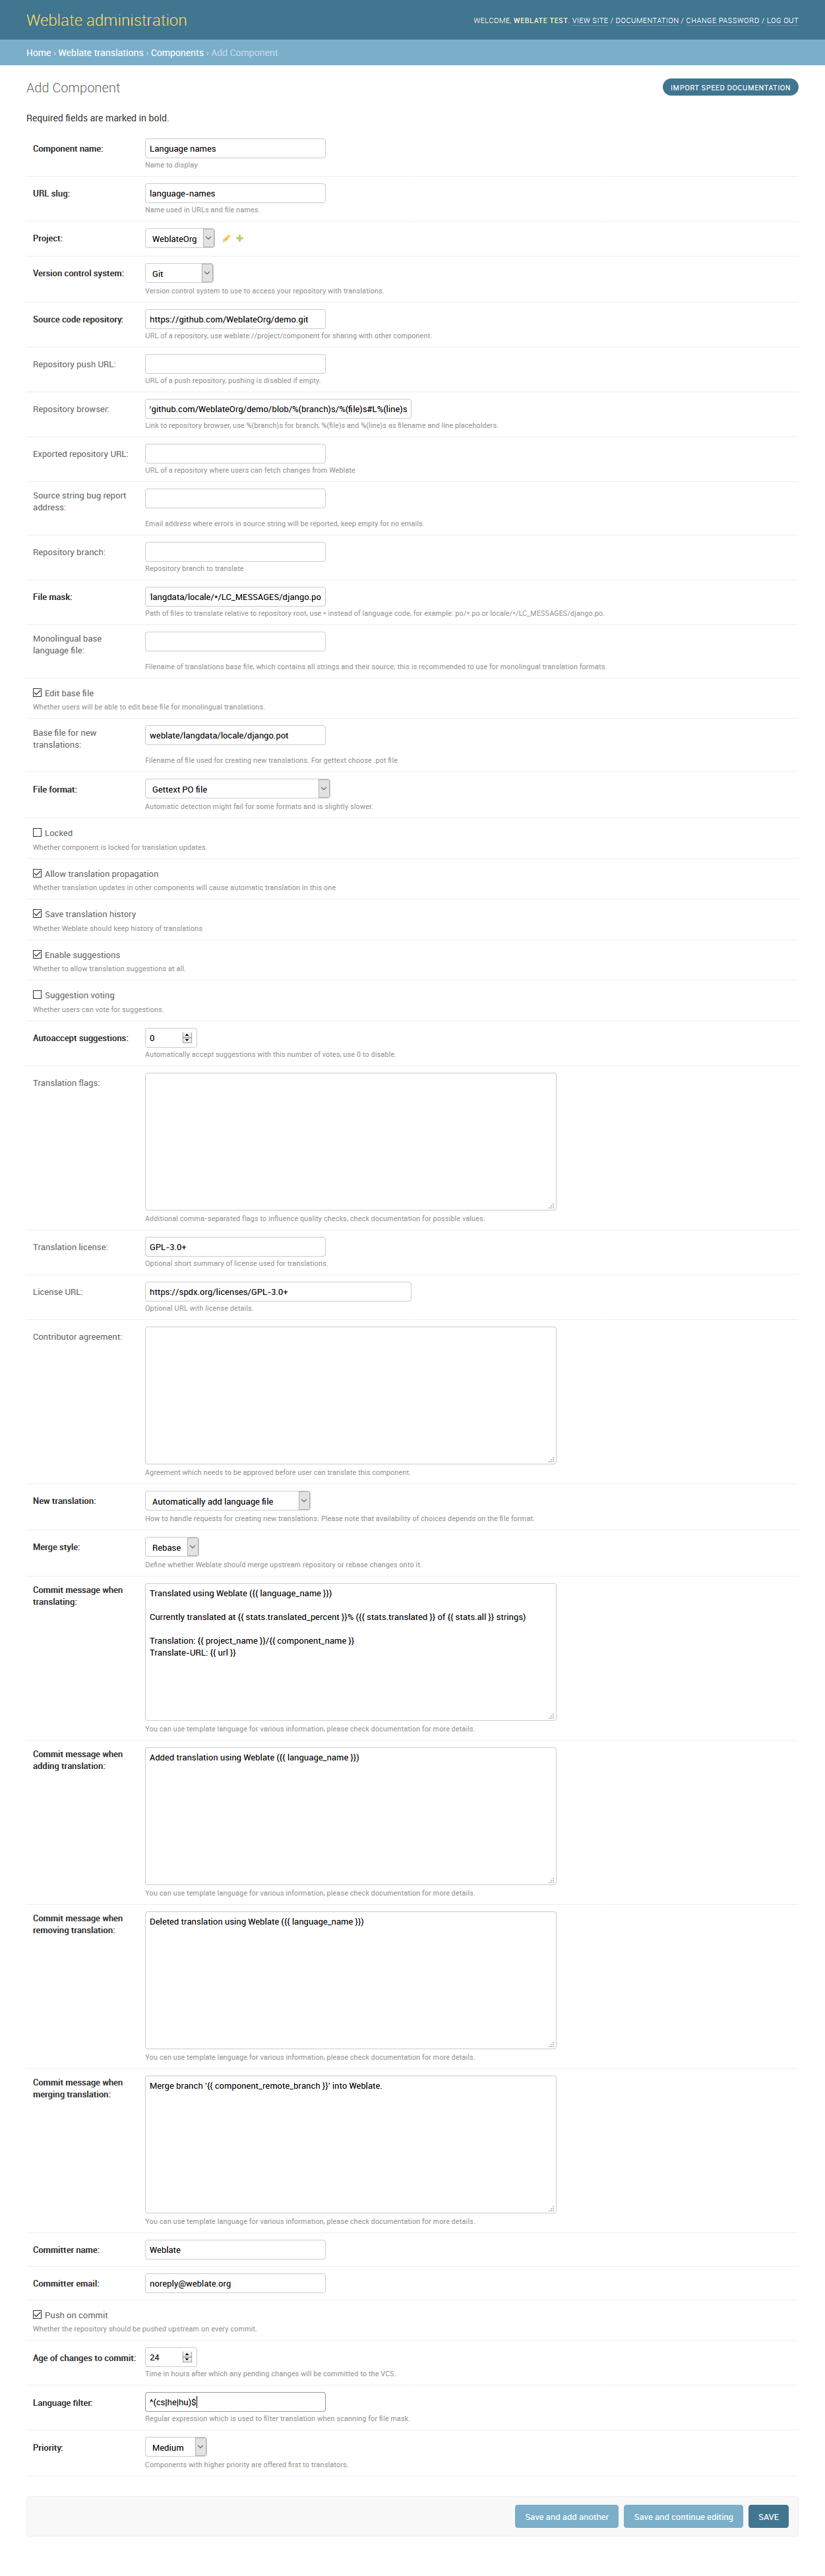 Weblate administration
WELCOME, WEBLATE TEST. VIEW SITE / DOCUMENTATION / CHANGE PASSWORD / LOG OUT
Home › Weblate translations › Components › Add Component
Add Component
IMPORT SPEED DOCUMENTATION
Required fields are marked in bold.
Component name: Language names
Name to display
URL slug: language-names
Name used in URLs and file names.
Project: WeblateOrg
Version control system: Git
Version control system to use to access your repository with translations.
Source code repository: https://github.com/WeblateOrg/demo.git
URL of a repository, use weblate://project/component for sharing with other component.
Repository push URL:
URL of a push repository, pushing is disabled if empty.
Repository browser: github.com/WeblateOrg/demo/blob/%(branch)s/%(file)s#L%(line)s
Link to repository browser, use %(branch)s for branch, %(file)s and %(line)s as filename and line placeholders.
Exported repository URL:
URL of a repository where users can fetch changes from Weblate
Source string bug report
address:
Email address where errors in source string will be reported, keep empty for no emails.
Repository branch:
Repository branch to translate
File mask: langdata/locale/*/LC_MESSAGES/django.po
Path of files to translate relative to repository root, use * instead of language code, for example: po/*.po or locale/*/LC_MESSAGES/django.po.
Monolingual base
language file:
Filename of translations base file, which contains all strings and their source; this is recommended to use for monolingual translation formats.
Edit base file
Whether users will be able to edit base file for monolingual translations.
Base file for new
translations: weblate/langdata/locale/django.pot
Filename of file used for creating new translations. For gettext choose .pot file.
File format: Gettext PO file
Automatic detection might fail for some formats and is slightly slower.
Locked
Whether component is locked for translation updates.
Allow translation propagation
Whether translation updates in other components will cause automatic translation in this one
Save translation history
Whether Weblate should keep history of translations
Enable suggestions
Whether to allow translation suggestions at all.
Suggestion voting
Whether users can vote for suggestions.
Autoaccept suggestions: 0
Automatically accept suggestions with this number of votes, use 0 to disable.
Translation flags:
Additional comma-separated flags to influence quality checks, check documentation for possible values.
Translation license: GPL-3.0+
Optional short summary of license used for translations.
License URL: https://spdx.org/licenses/GPL-3.0+
Optional URL with license details.
Contributor agreement:
Agreement which needs to be approved before user can translate this component.
New translation: Automatically add language file
How to handle requests for creating new translations. Please note that availability of choices depends on the file format.
Merge style: Rebase
Define whether Weblate should merge upstream repository or rebase changes onto it.
Commit message when
translating:
Translated using Weblate ({{ language_name }})
Currently translated at {{ stats.translated_percent }}% ({{ stats.translated }} of {{ stats.all }} strings)
Translation: {{ project_name }}/{{ component_name }}
Translate-URL: {{ url }}
You can use template language for various information, please check documentation for more details.
Commit message when
adding translation:
Added translation using Weblate ({{ language_name }})
You can use template language for various information, please check documentation for more details.
Commit message when
removing translation:
Deleted translation using Weblate ({{ language_name }})
You can use template language for various information, please check documentation for more details.
Commit message when
merging translation:
Merge branch '{{ component_remote_branch }}' into Weblate.
You can use template language for various information, please check documentation for more details.
Committer name: Weblate
Committer email: noreply@weblate.org
Push on commit
Whether the repository should be pushed upstream on every commit.
Age of changes to commit: 24
Time in hours after which any pending changes will be committed to the VCS.
Language filter: ^(cs|he|hu)$
Regular expression which is used to filter translation when scanning for file mask.
Priority: Medium
Components with higher priority are offered first to translators.
Save and add another
Save and continue editing
SAVE